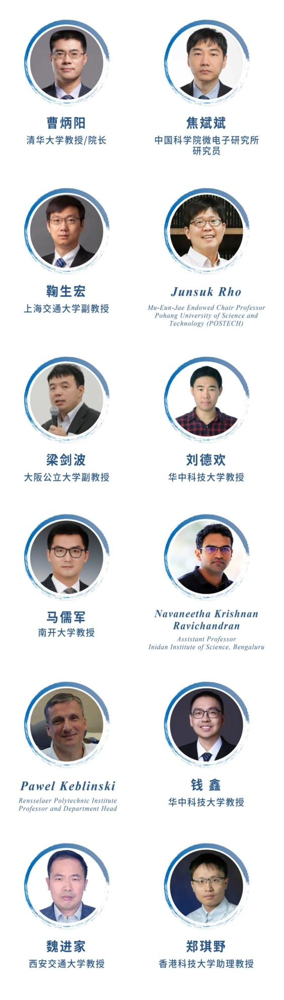 曹炳阳
清华大学教授/院长
焦斌斌
中国科学院微电子研究所
研究员
鞠生宏
上海交通大学副教授
Junsuk Rho
Mu-Eun-Jae Endowed Chair Professor
Pohang University of Science and
Technology (POSTECH)
梁剑波
大阪公立大学副教授
刘德欢
华中科技大学教授
马儒军
南开大学教授
Navaneetha Krishnan
Ravichandran
Assistant Professor
Inidan Institute of Science, Bengaluru
Pawel Keblinski
Rensselaer Polytechnic Institute
Professor and Department Head
钱 鑫
华中科技大学教授
魏进家
西安交通大学教授
郑琪野
香港科技大学助理教授